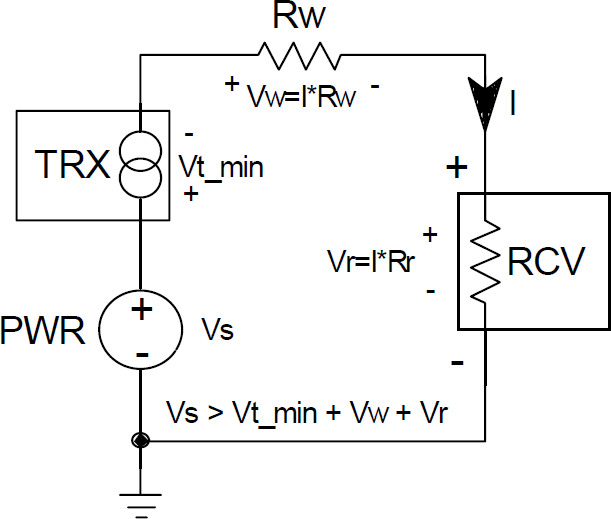 RW
+ VW=I*RW -
I
-
TRX
Vt_min
+
+
Vr=I*Rr
+
-
RCV
-
PWR
+
-
Vs
Vs > Vt_min + VW + Vr